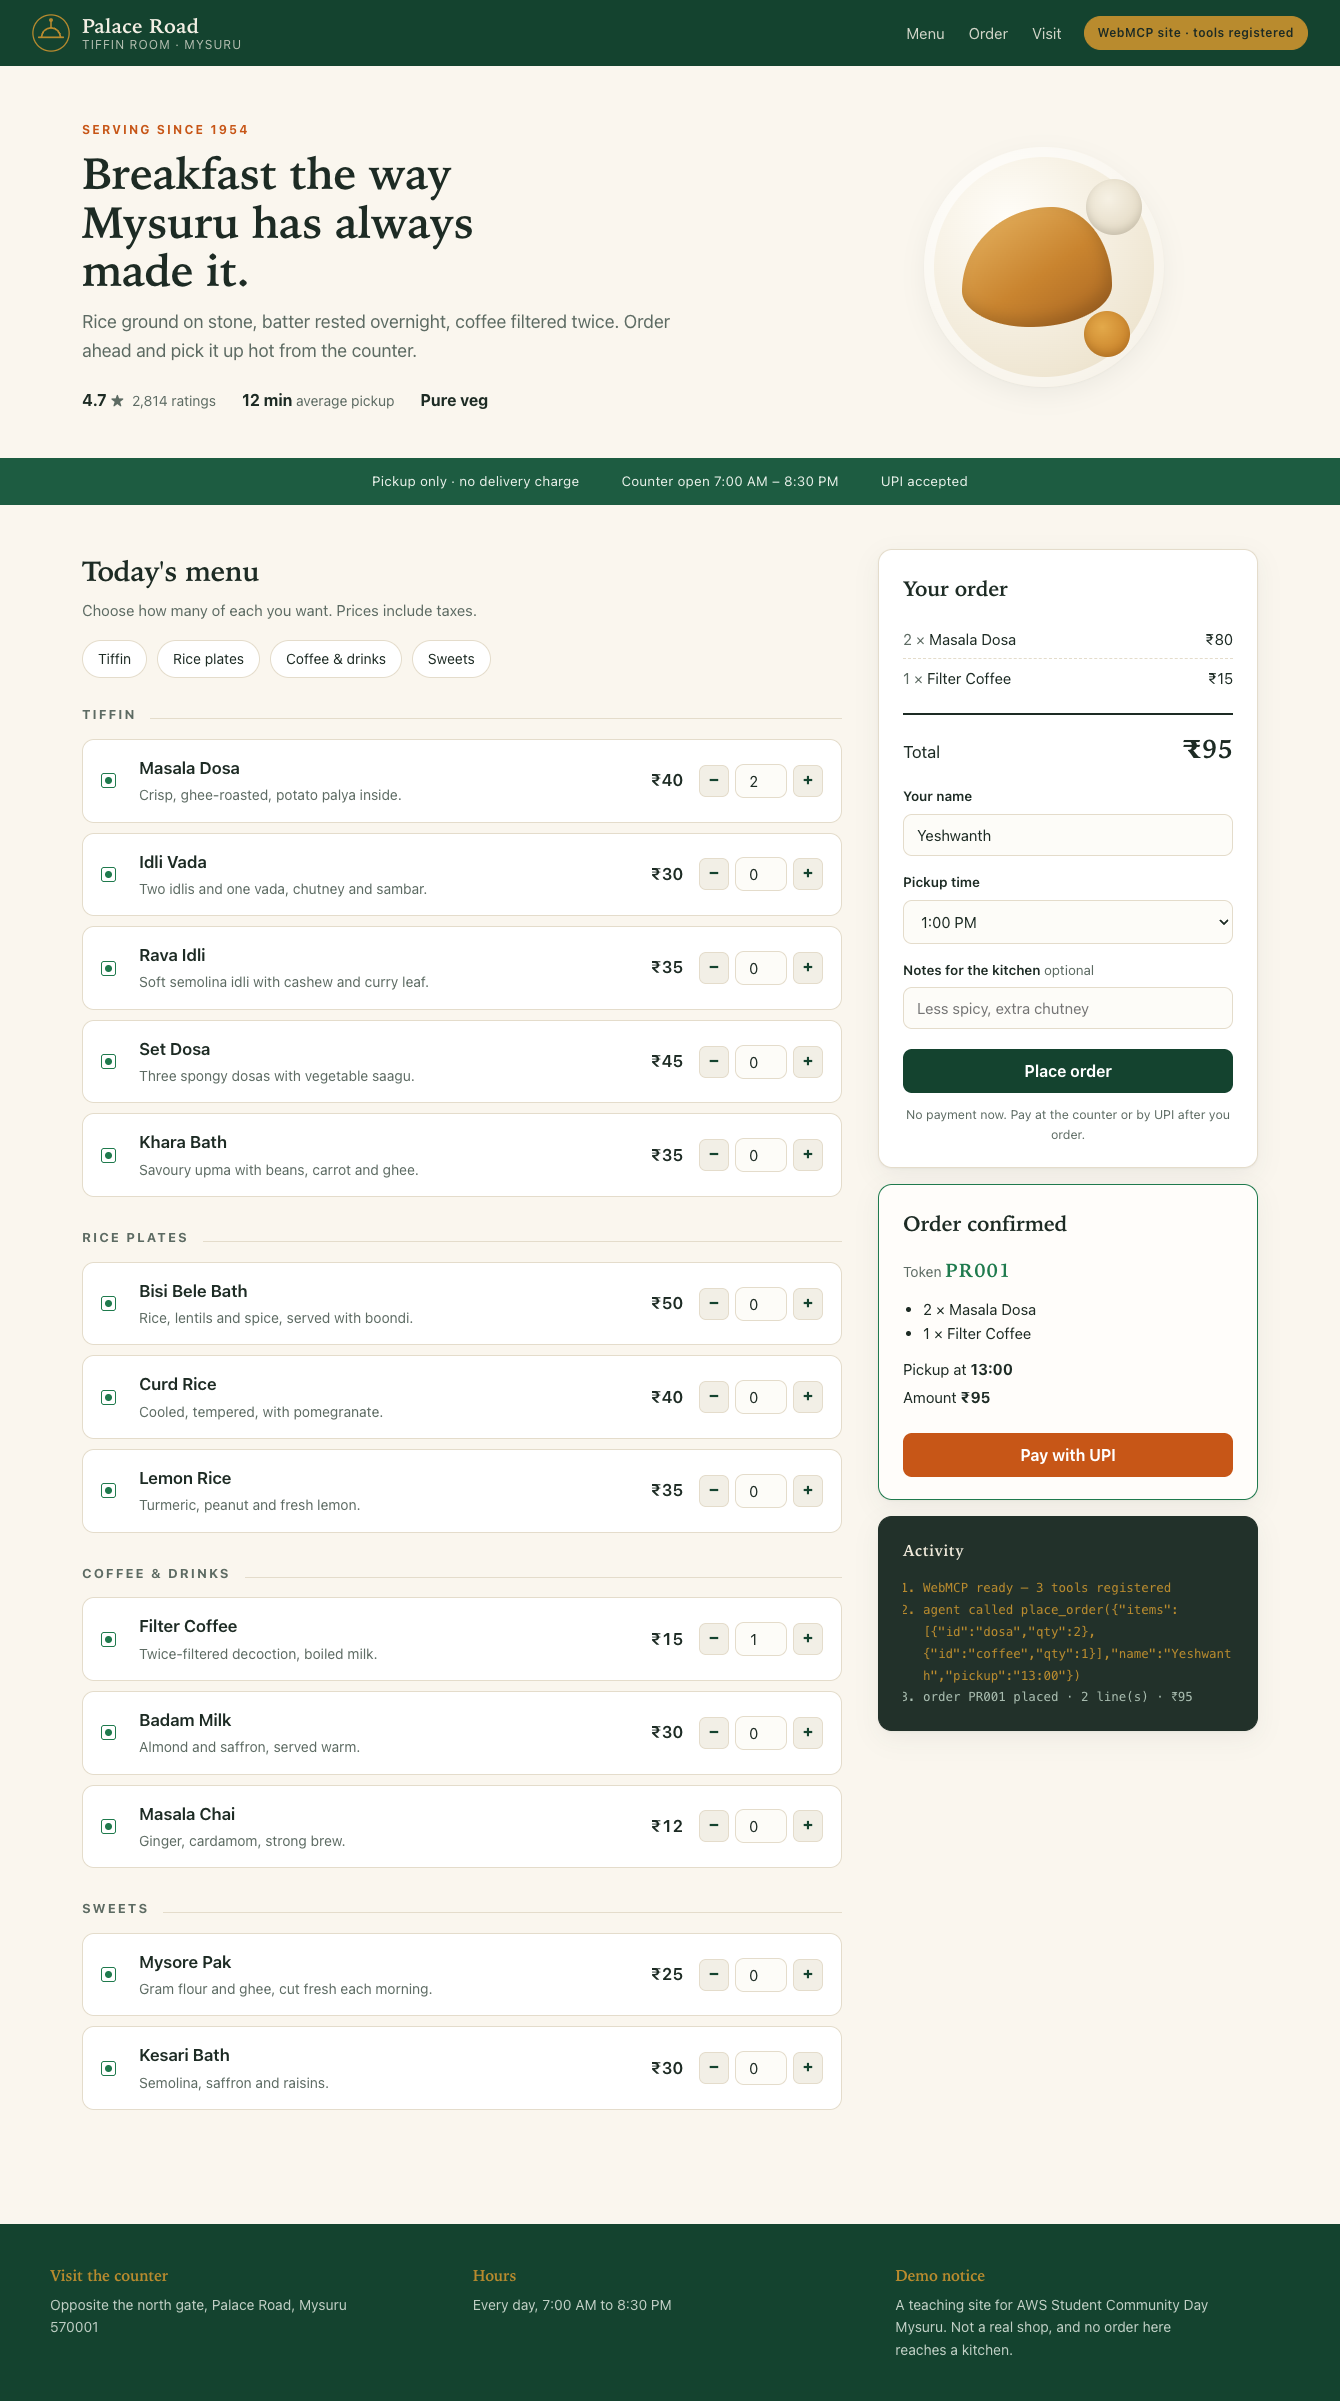 Palace Road
TIFFIN ROOM · MYSURU
Menu
Order
Visit
WebMCP site · tools registered
SERVING SINCE 1954
Breakfast the way
Mysuru has always
made it.
Rice ground on stone, batter rested overnight, coffee filtered twice. Order
ahead and pick it up hot from the counter.
4.7 ★ 2,814 ratings
12 min average pickup
Pure veg
Pickup only · no delivery charge
Counter open 7:00 AM – 8:30 PM
UPI accepted
Today's menu
Choose how many of each you want. Prices include taxes.
Tiffin
Rice plates
Coffee & drinks
Sweets
TIFFIN
Masala Dosa
Crisp, ghee-roasted, potato palya inside.
₹40 − 2 +
Idli Vada
Two idlis and one vada, chutney and sambar.
₹30 − 0 +
Rava Idli
Soft semolina idli with cashew and curry leaf.
₹35 − 0 +
Set Dosa
Three spongy dosas with vegetable saagu.
₹45 − 0 +
Khara Bath
Savoury upma with beans, carrot and ghee.
₹35 − 0 +
RICE PLATES
Bisi Bele Bath
Rice, lentils and spice, served with boondi.
₹50 − 0 +
Curd Rice
Cooled, tempered, with pomegranate.
₹40 − 0 +
Lemon Rice
Turmeric, peanut and fresh lemon.
₹35 − 0 +
COFFEE & DRINKS
Filter Coffee
Twice-filtered decoction, boiled milk.
₹15 − 1 +
Badam Milk
Almond and saffron, served warm.
₹30 − 0 +
Masala Chai
Ginger, cardamom, strong brew.
₹12 − 0 +
SWEETS
Mysore Pak
Gram flour and ghee, cut fresh each morning.
₹25 − 0 +
Kesari Bath
Semolina, saffron and raisins.
₹30 − 0 +
Your order
2 × Masala Dosa ₹80
1 × Filter Coffee ₹15
Total ₹95
Your name
Yeshwanth
Pickup time
1:00 PM
Notes for the kitchen optional
Less spicy, extra chutney
Place order
No payment now. Pay at the counter or by UPI after you
order.
Order confirmed
Token PR001
• 2 × Masala Dosa
• 1 × Filter Coffee
Pickup at 13:00
Amount ₹95
Pay with UPI
Activity
1. WebMCP ready — 3 tools registered
2. agent called place_order({"items":
[{"id":"dosa","qty":2},
{"id":"coffee","qty":1}],"name":"Yeshwant
h","pickup":"13:00"})
3. order PR001 placed · 2 line(s) · ₹95
Visit the counter
Opposite the north gate, Palace Road, Mysuru
570001
Hours
Every day, 7:00 AM to 8:30 PM
Demo notice
A teaching site for AWS Student Community Day
Mysuru. Not a real shop, and no order here
reaches a kitchen.